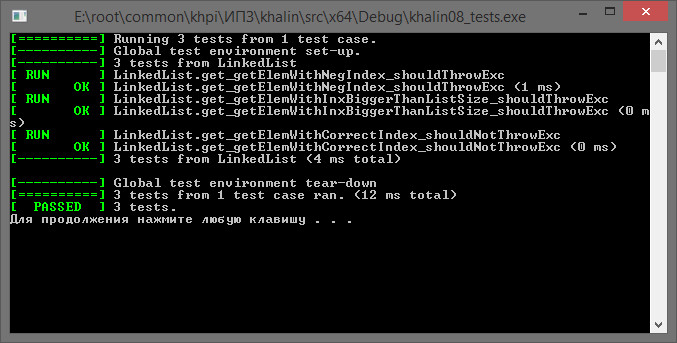 E:\root\common\khpi\ИПЗ\khalin\src\x64\Debug\khalin08_tests.exe
[==========] Running 3 tests from 1 test case.
[----------] Global test environment set-up.
[----------] 3 tests from LinkedList
[ RUN      ] LinkedList.get_getElemWithNegIndex_shouldThrowExc
[       OK ] LinkedList.get_getElemWithNegIndex_shouldThrowExc (1 ms)
[ RUN      ] LinkedList.get_getElemWithInxBiggerThanListSize_shouldThrowExc
[       OK ] LinkedList.get_getElemWithInxBiggerThanListSize_shouldThrowExc (0 m
s)
[ RUN      ] LinkedList.get_getElemWithCorrectIndex_shouldNotThrowExc
[       OK ] LinkedList.get_getElemWithCorrectIndex_shouldNotThrowExc (0 ms)
[----------] 3 tests from LinkedList (4 ms total)
[----------] Global test environment tear-down
[==========] 3 tests from 1 test case ran. (12 ms total)
[  PASSED  ] 3 tests.
Для продолжения нажмите любую клавишу . . .